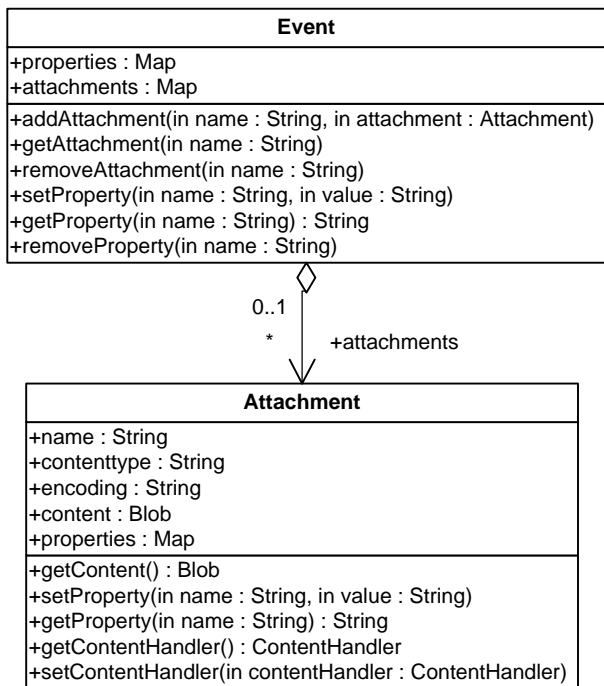 Event
+properties : Map
+attachments : Map
+addAttachment(in name : String, in attachment : Attachment)
+getAttachment(in name : String)
+removeAttachment(in name : String)
+setProperty(in name : String, in value : String)
+getProperty(in name : String) : String
+removeProperty(in name : String)
0..1
* +attachments
Attachment
+name : String
+contenttype : String
+encoding : String
+content : Blob
+properties : Map
+getContent() : Blob
+setProperty(in name : String, in value : String)
+getProperty(in name : String) : String
+getContentHandler() : ContentHandler
+setContentHandler(in contentHandler : ContentHandler)